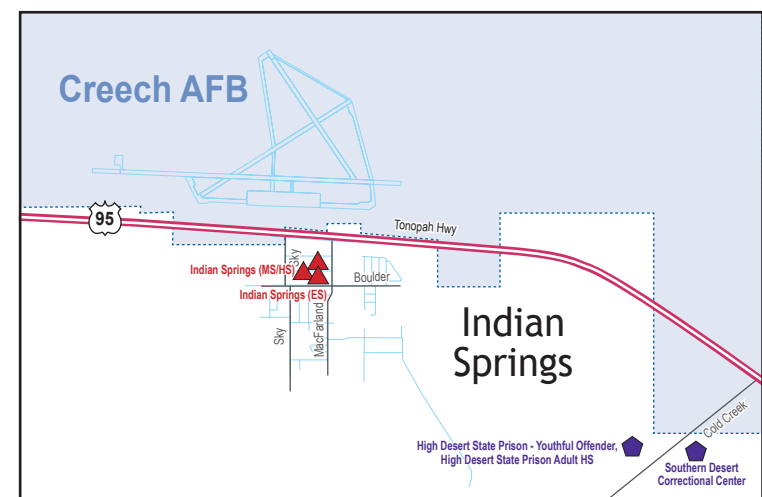 Creech AFB
95
Tonopah Hwy
Sky
Indian Springs (MS/HS)
Boulder
Indian Springs (ES)
Sky
MacFarland
Indian
Springs
Cold Creek
High Desert State Prison - Youthful Offender,
High Desert State Prison Adult HS
Southern Desert
Correctional Center